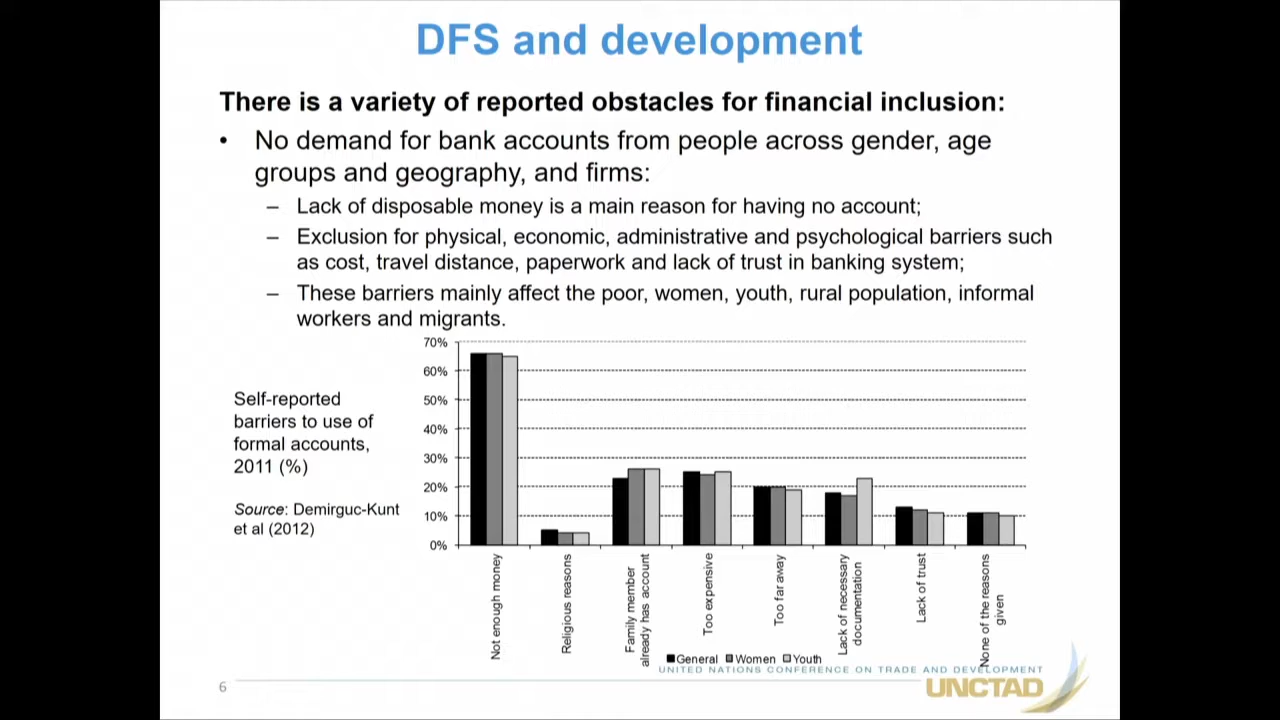 DFS and development
There is a variety of reported obstacles for financial inclusion:
• No demand for bank accounts from people across gender, age
groups and geography, and firms:
– Lack of disposable money is a main reason for having no account;
– Exclusion for physical, economic, administrative and psychological barriers such
as cost, travel distance, paperwork and lack of trust in banking system;
– These barriers mainly affect the poor, women, youth, rural population, informal
workers and migrants.
Self-reported
barriers to use of
formal accounts,
2011 (%)
Source: Demirguc-Kunt
et al (2012)
70%
60%
50%
40%
30%
20%
10%
0%
Not enough money
Religious reasons
Family member
already has account
Too expensive
Too far away
Lack of necessary
documentation
Lack of trust
None of the reasons
given
General Women Youth
UNITED NATIONS CONFERENCE ON TRADE AND DEVELOPMENT
UNCTAD
6